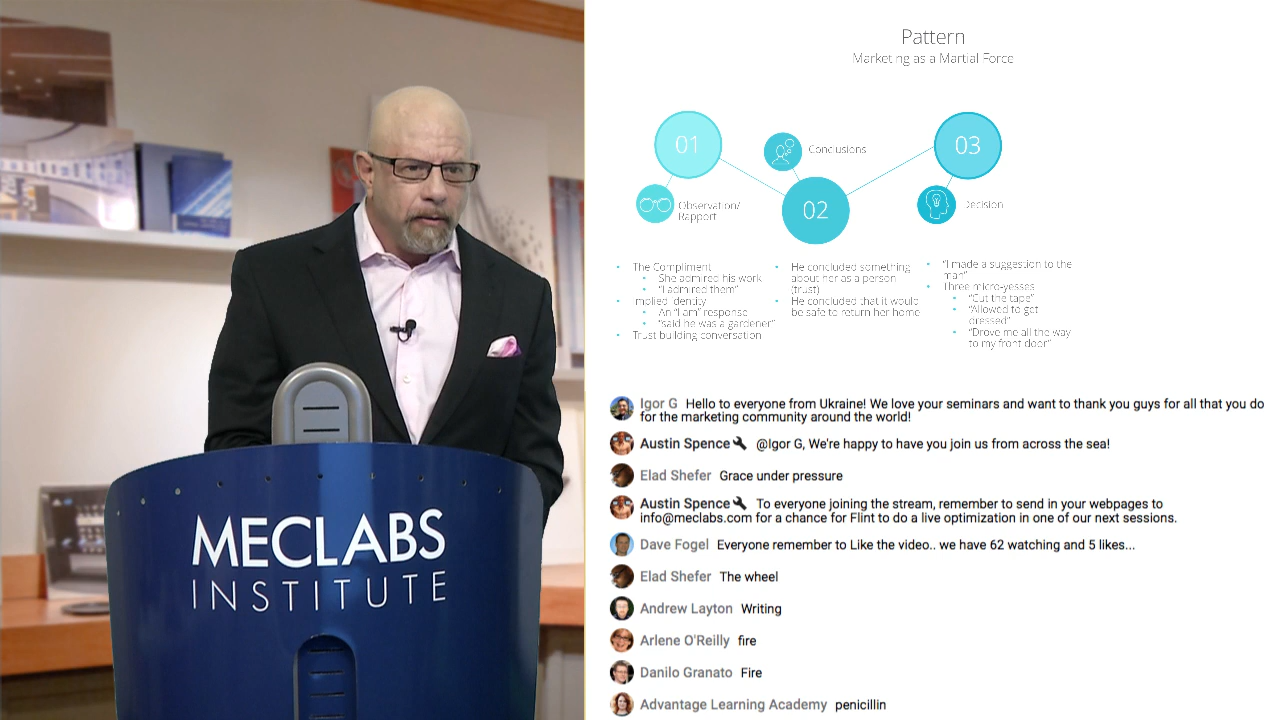 MECLABS
INSTITUTE
Pattern
Marketing as a Martial Force
01
Observation/
Rapport
Conclusions
02
03
Decision
The Compliment
She admired his work
"I admired them"
Implied Identity
An "I am" response
"said he was a gardener"
Trust building conversation
He concluded something
about her as a person
(trust)
He concluded that it would
be safe to return her home
"I made a suggestion to the
man"
Three micro-yesses
"Cut the tape"
"Allowed to get
dressed"
"Drove me all the way
to my front door"
Igor G Hello to everyone from Ukraine! We love your seminars and want to thank you guys for all that you do
for the marketing community around the world!
Austin Spence @Igor G, We're happy to have you join us from across the sea!
Elad Shefer Grace under pressure
Austin Spence To everyone joining the stream, remember to send in your webpages to
info@meclabs.com for a chance for Flint to do a live optimization in one of our next sessions.
Dave Fogel Everyone remember to Like the video.. we have 62 watching and 5 likes...
Elad Shefer The wheel
Andrew Layton Writing
Arlene O'Reilly fire
Danilo Granato Fire
Advantage Learning Academy penicillin